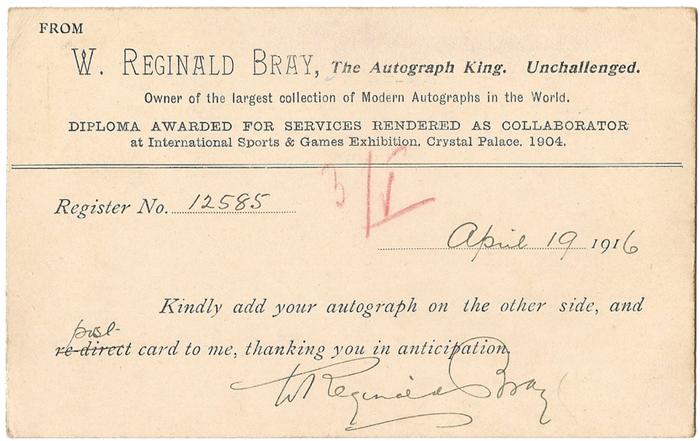 FROM
W. REGINALD BRAY, The Autograph King. Unchallenged.
Owner of the largest collection of Modern Autographs in the World.
DIPLOMA AWARDED FOR SERVICES RENDERED AS COLLABORATOR
at International Sports & Games Exhibition, Crystal Palace, 1904.
Register No. 12585
April 19 1916
Kindly add your autograph on the other side, and
post-
re-direct card to me, thanking you in anticipation
W Reginald Bray